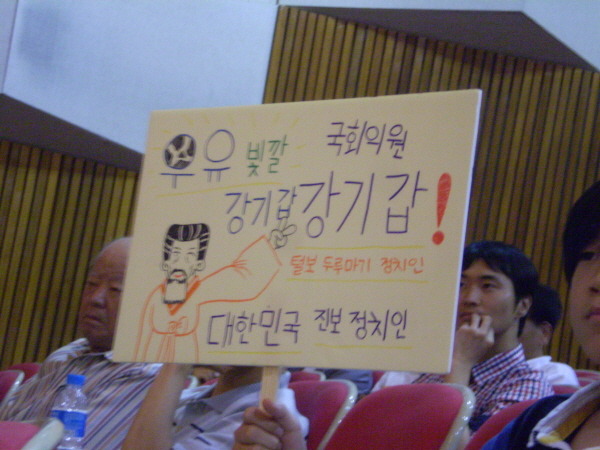 우유 빛깔
국회의원
강기갑 강기갑!
털보 두루마기 정치인
대한민국 진보 정치인